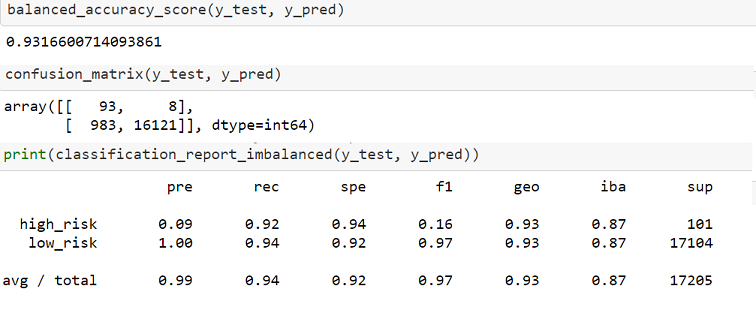 balanced_accuracy_score(y_test, y_pred)
0.9316600714093861
confusion_matrix(y_test, y_pred)
array([[   93,     8],
       [  983, 16121]], dtype=int64)
print(classification_report_imbalanced(y_test, y_pred))
                   pre       rec       spe        f1       geo       iba       sup
  high_risk       0.09      0.92      0.94      0.16      0.93      0.87       101
   low_risk       1.00      0.94      0.92      0.97      0.93      0.87     17104
avg / total       0.99      0.94      0.92      0.97      0.93      0.87     17205